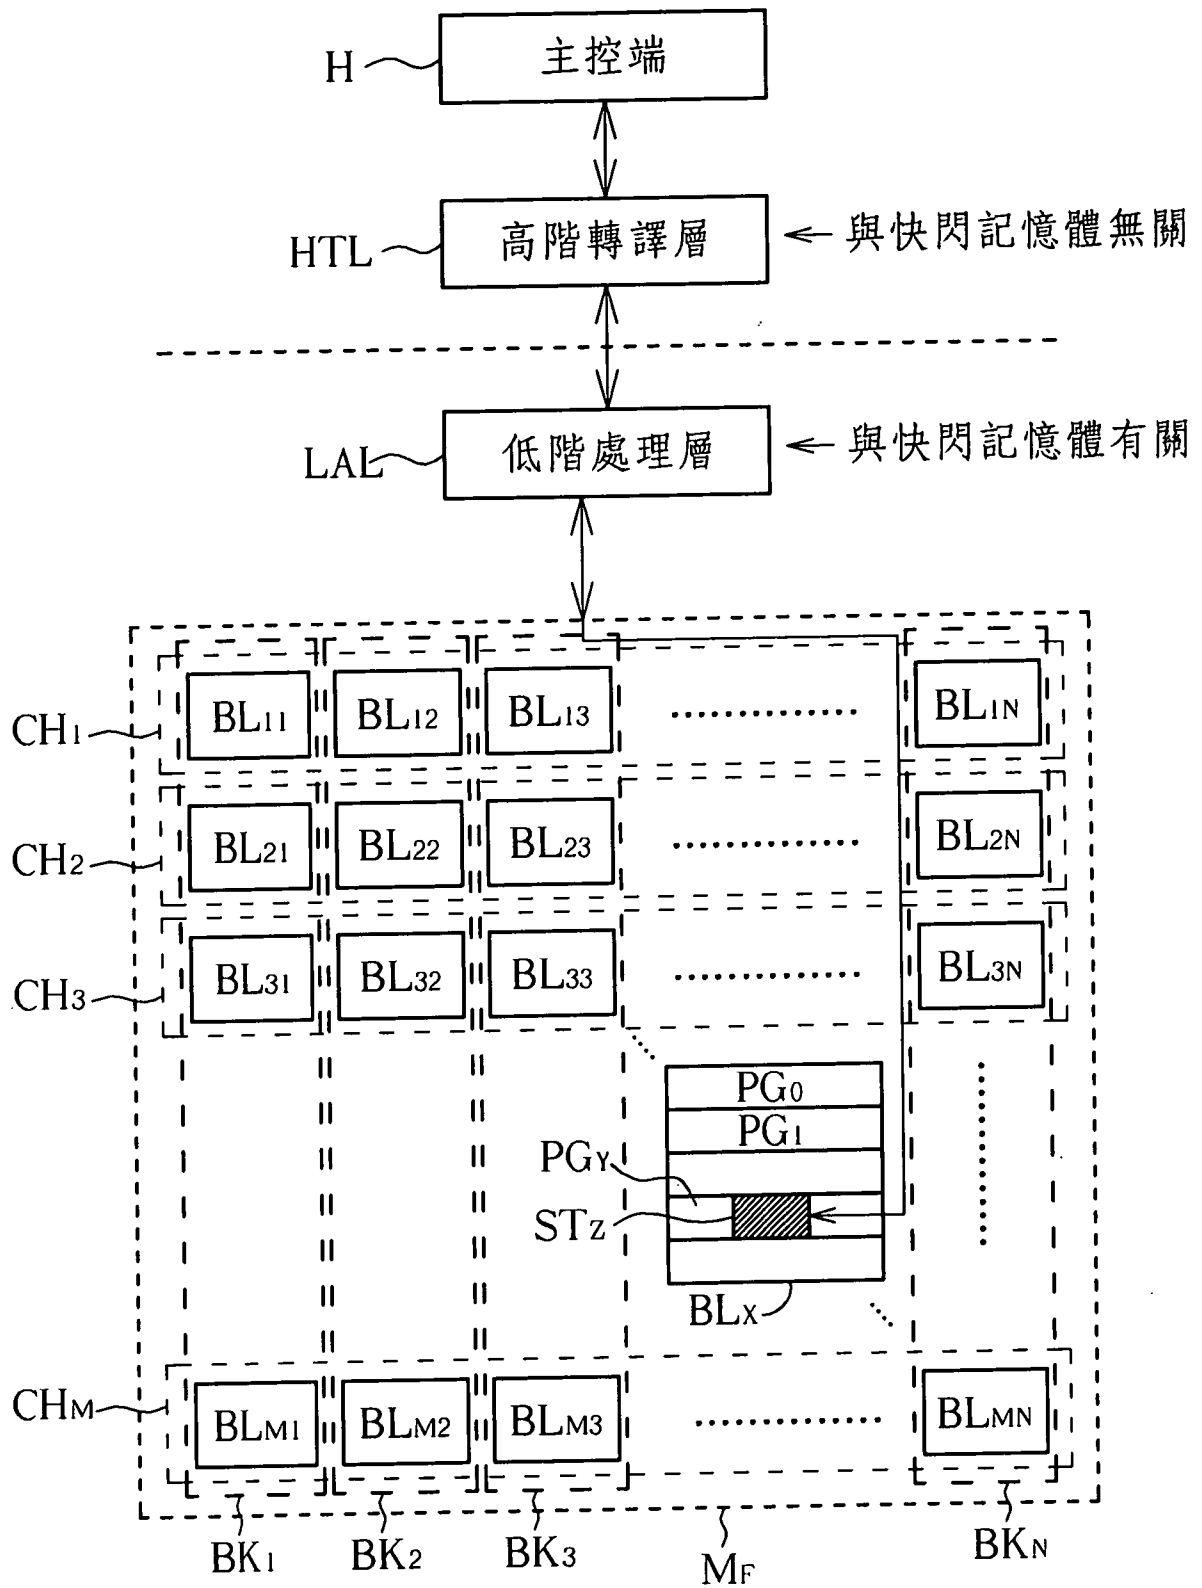 H 主控端
HTL 高階轉譯層 與快閃記憶體無關
LAL 低階處理層 與快閃記憶體有關
CH1 BL11 BL12 BL13 BL1N
CH2 BL21 BL22 BL23 BL2N
CH3 BL31 BL32 BL33 BL3N
PG0
PG1
PGY
STZ
BLX
CHM BLM1 BLM2 BLM3 BLMN
BK1 BK2 BK3 MF BKN